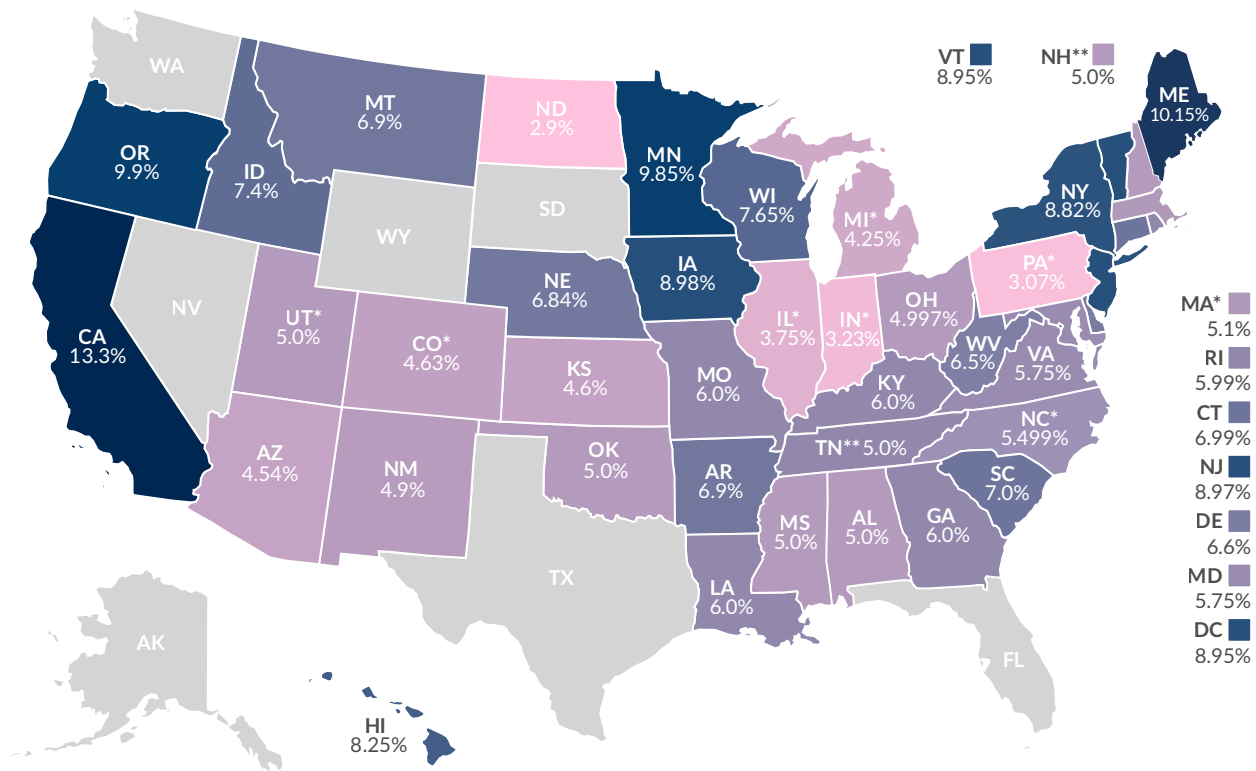 WA
VT
8.95%
NH**
5.0%
ME
10.15%
MT
6.9%
ND
2.9%
MN
9.85%
OR
9.9%
ID
7.4%
WI
7.65%
NY
8.82%
SD
MI*
4.25%
WY
PA*
3.07%
IA
8.98%
NE
6.84%
NV
UT*
5.0%
OH
4.997%
IL*
3.75%
IN*
3.23%
MA*
5.1%
CA
13.3%
CO*
4.63%
WV
6.5%
VA
5.75%
RI
5.99%
KS
4.6%
MO
6.0%
KY
6.0%
CT
6.99%
NC*
5.499%
AZ
4.54%
NM
4.9%
OK
5.0%
TN** 5.0%
AR
6.9%
SC
7.0%
NJ
8.97%
MS
5.0%
AL
5.0%
GA
6.0%
DE
6.6%
TX
LA
6.0%
MD
5.75%
AK
FL
DC
8.95%
HI
8.25%